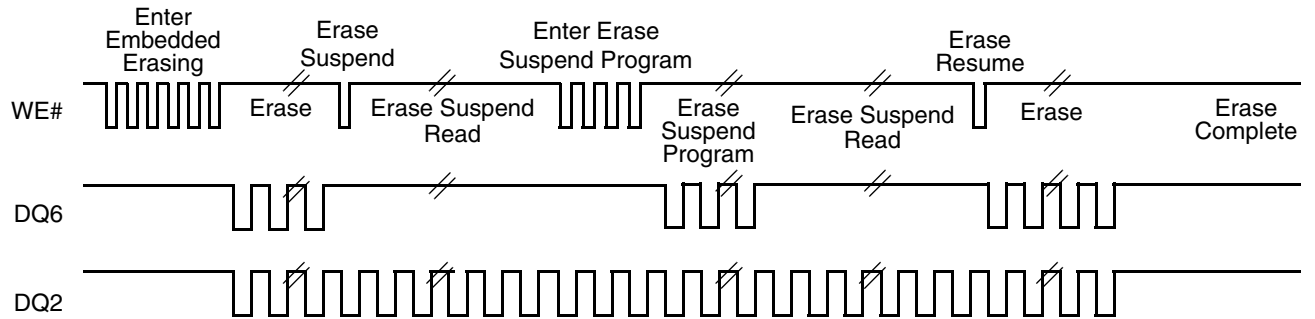 Enter
Embedded
Erasing
Erase
Suspend
Enter Erase
Suspend Program
Erase
Resume
WE#
Erase
Erase Suspend
Read
Erase
Suspend
Program
Erase Suspend
Read
Erase
Erase
Complete
DQ6
DQ2